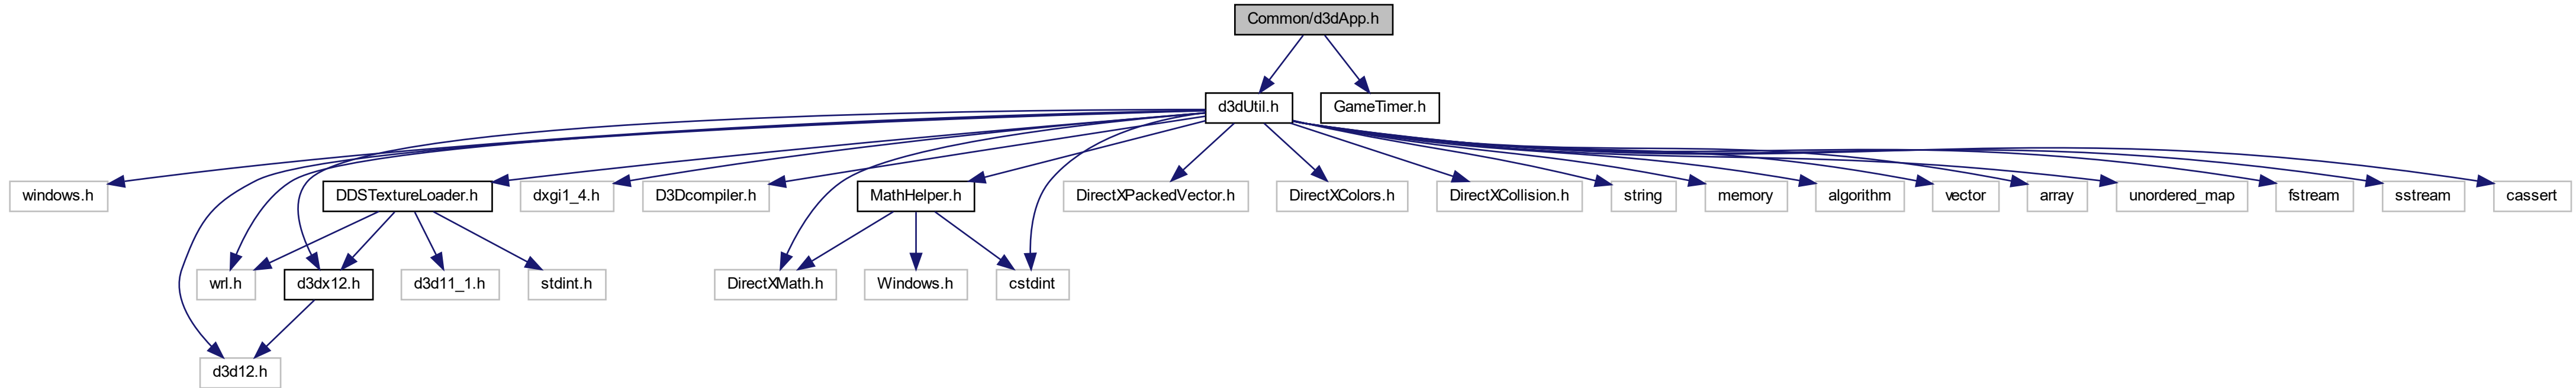 Common/d3dApp.h
d3dUtil.h
GameTimer.h
windows.h
DDSTextureLoader.h
dxgi1_4.h
D3Dcompiler.h
MathHelper.h
DirectXPackedVector.h
DirectXColors.h
DirectXCollision.h
string
memory
algorithm
vector
array
unordered_map
fstream
sstream
cassert
wrl.h
d3dx12.h
d3d11_1.h
stdint.h
DirectXMath.h
Windows.h
cstdint
d3d12.h